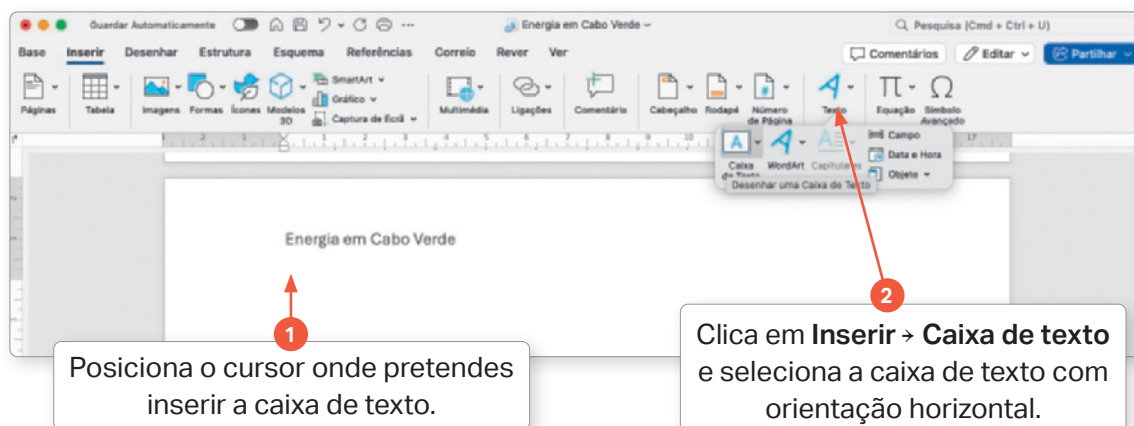 Guardar Automaticamente
Energia em Cabo Verde
Pesquisa (Cmd + Ctrl + U)
Base Inserir Desenhar Estrutura Esquema Referências Correio Rever Ver
Comentários Editar Partilhar
SmartArt
Gráfico
Captura de Ecrã
Páginas Tabela Imagens Formas Ícones Modelos 3D Multimédia Ligações Comentário Cabeçalho Rodapé Número de Página Texto Equação Símbolo Avançado
Caixa de Texto WordArt Capitulares
Campo
Data e Hora
Objeto
Desenhar uma Caixa de Texto
Energia em Cabo Verde
1
Posiciona o cursor onde pretendes
inserir a caixa de texto.
2
Clica em Inserir → Caixa de texto
e seleciona a caixa de texto com
orientação horizontal.